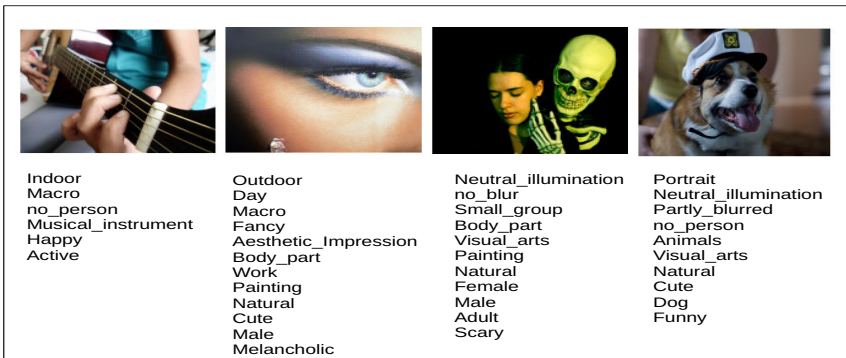 Indoor
Macro
no_person
Musical_instrument
Happy
Active
Outdoor
Day
Macro
Fancy
Aesthetic_Impression
Body_part
Work
Painting
Natural
Cute
Male
Melancholic
Neutral_illumination
no_blur
Small_group
Body_part
Visual_arts
Painting
Natural
Female
Male
Adult
Scary
Portrait
Neutral_illumination
Partly_blurred
no_person
Animals
Visual_arts
Natural
Cute
Dog
Funny